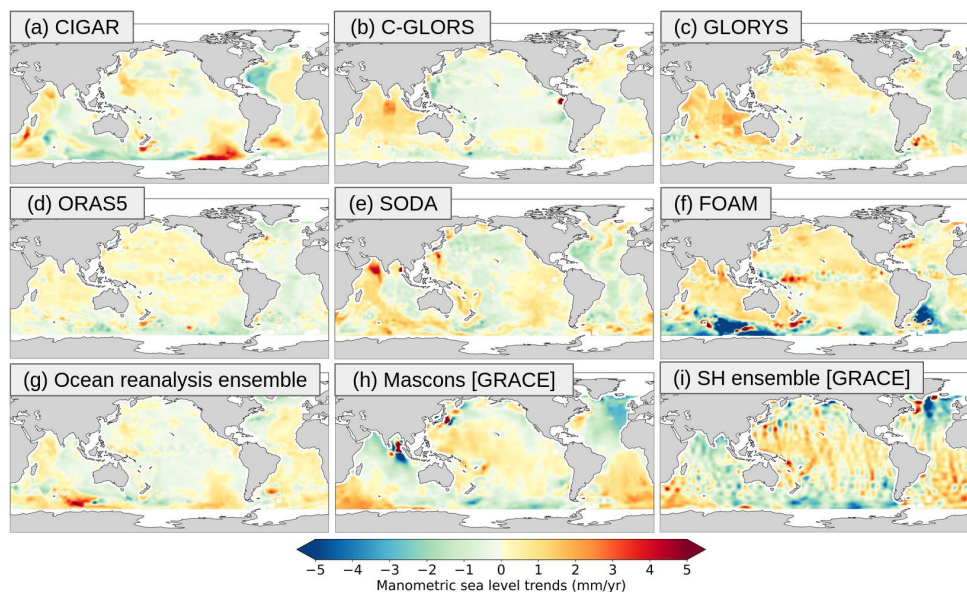 (a) CIGAR
(b) C-GLORS
(c) GLORYS
(d) ORAS5
(e) SODA
(f) FOAM
(g) Ocean reanalysis ensemble
(h) Mascons [GRACE]
(i) SH ensemble [GRACE]
−5 −4 −3 −2 −1 0 1 2 3 4 5
Manometric sea level trends (mm/yr)